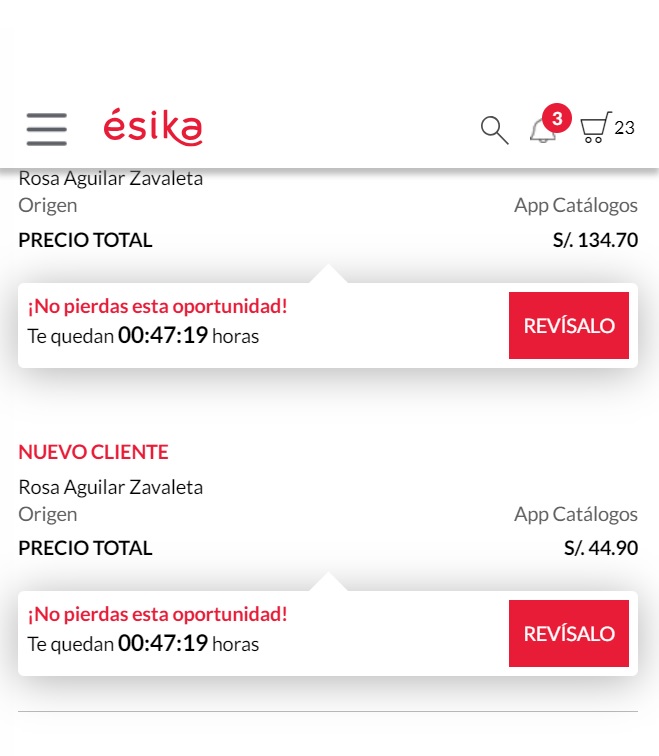 ésika
3
23
Rosa Aguilar Zavaleta
Origen App Catálogos
PRECIO TOTAL S/. 134.70
¡No pierdas esta oportunidad!
Te quedan 00:47:19 horas
REVÍSALO
NUEVO CLIENTE
Rosa Aguilar Zavaleta
Origen App Catálogos
PRECIO TOTAL S/. 44.90
¡No pierdas esta oportunidad!
Te quedan 00:47:19 horas
REVÍSALO